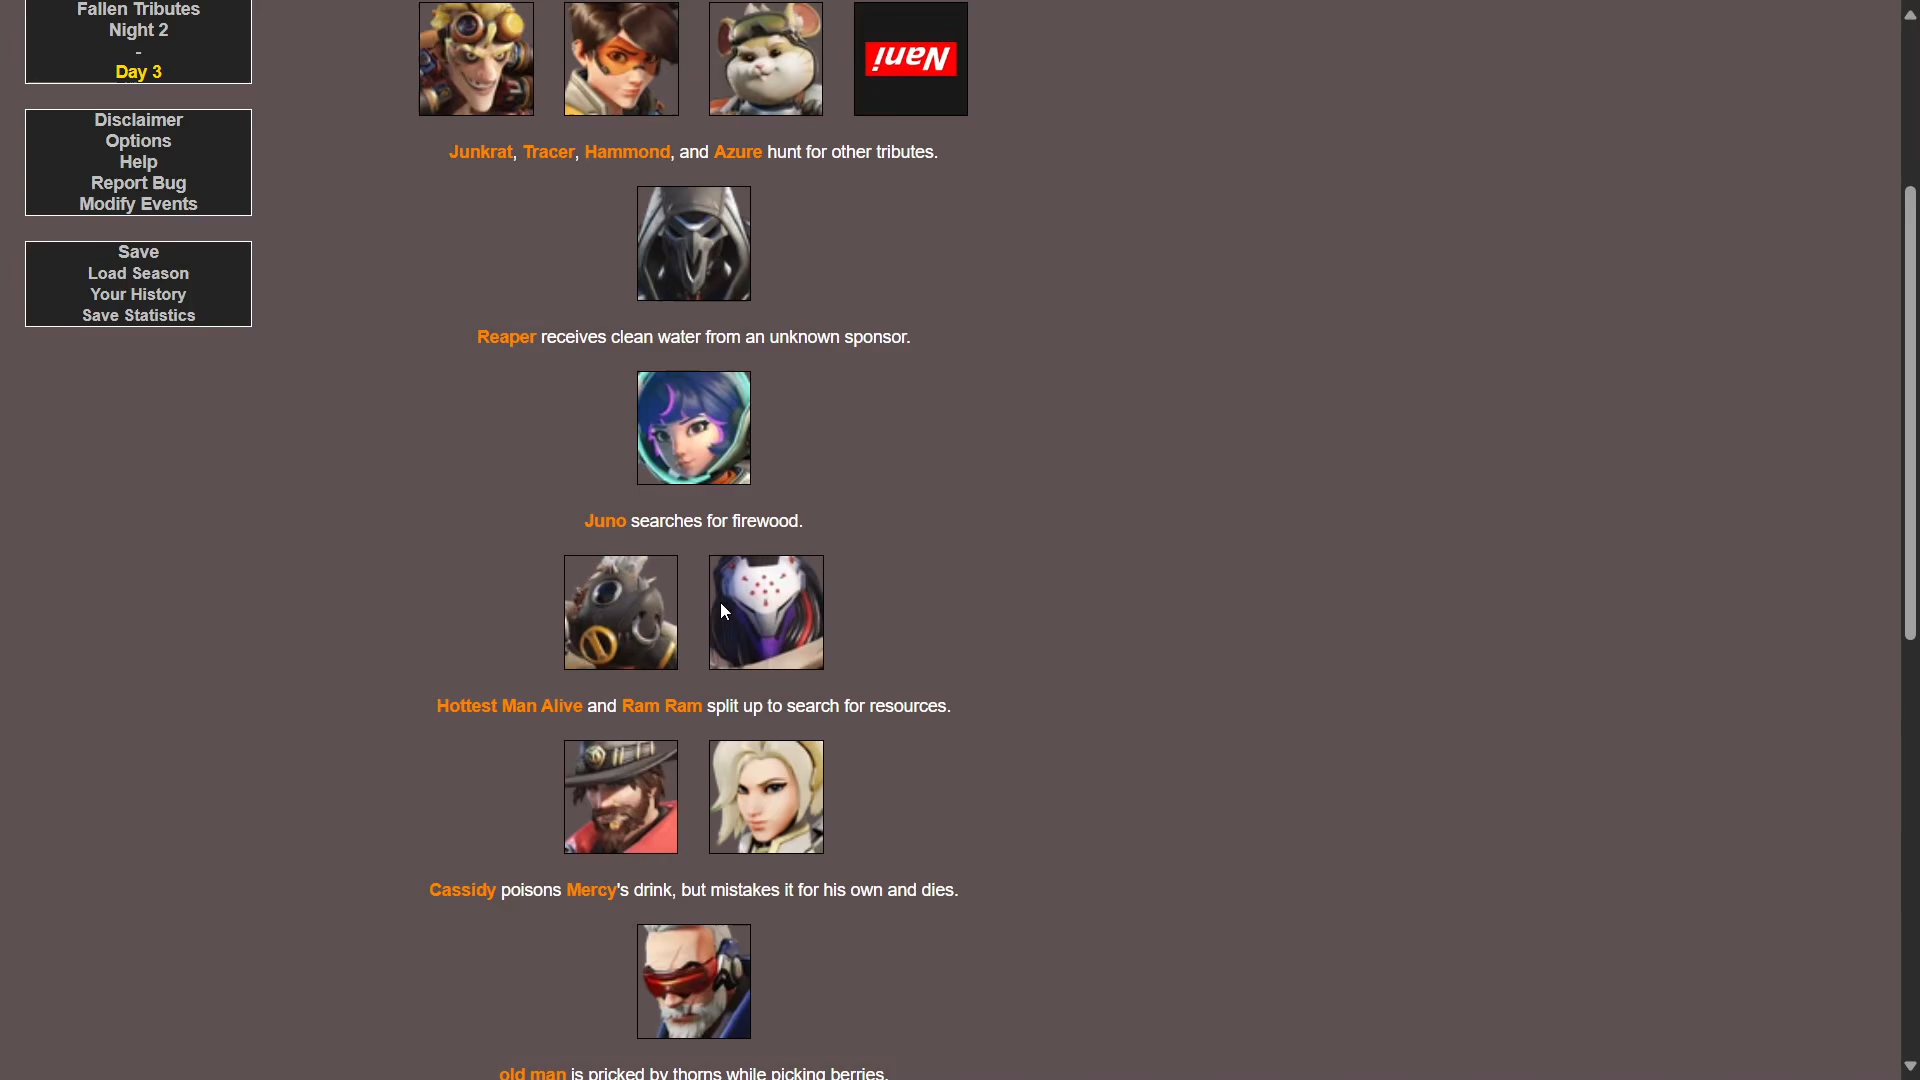 Fallen Tributes
Night 2
-
Day 3
Disclaimer
Options
Help
Report Bug
Modify Events
Save
Load Season
Your History
Save Statistics
Nani
Junkrat, Tracer, Hammond, and Azure hunt for other tributes.
Reaper receives clean water from an unknown sponsor.
Juno searches for firewood.
Hottest Man Alive and Ram Ram split up to search for resources.
Cassidy poisons Mercy's drink, but mistakes it for his own and dies.
old man is pricked by thorns while picking berries.